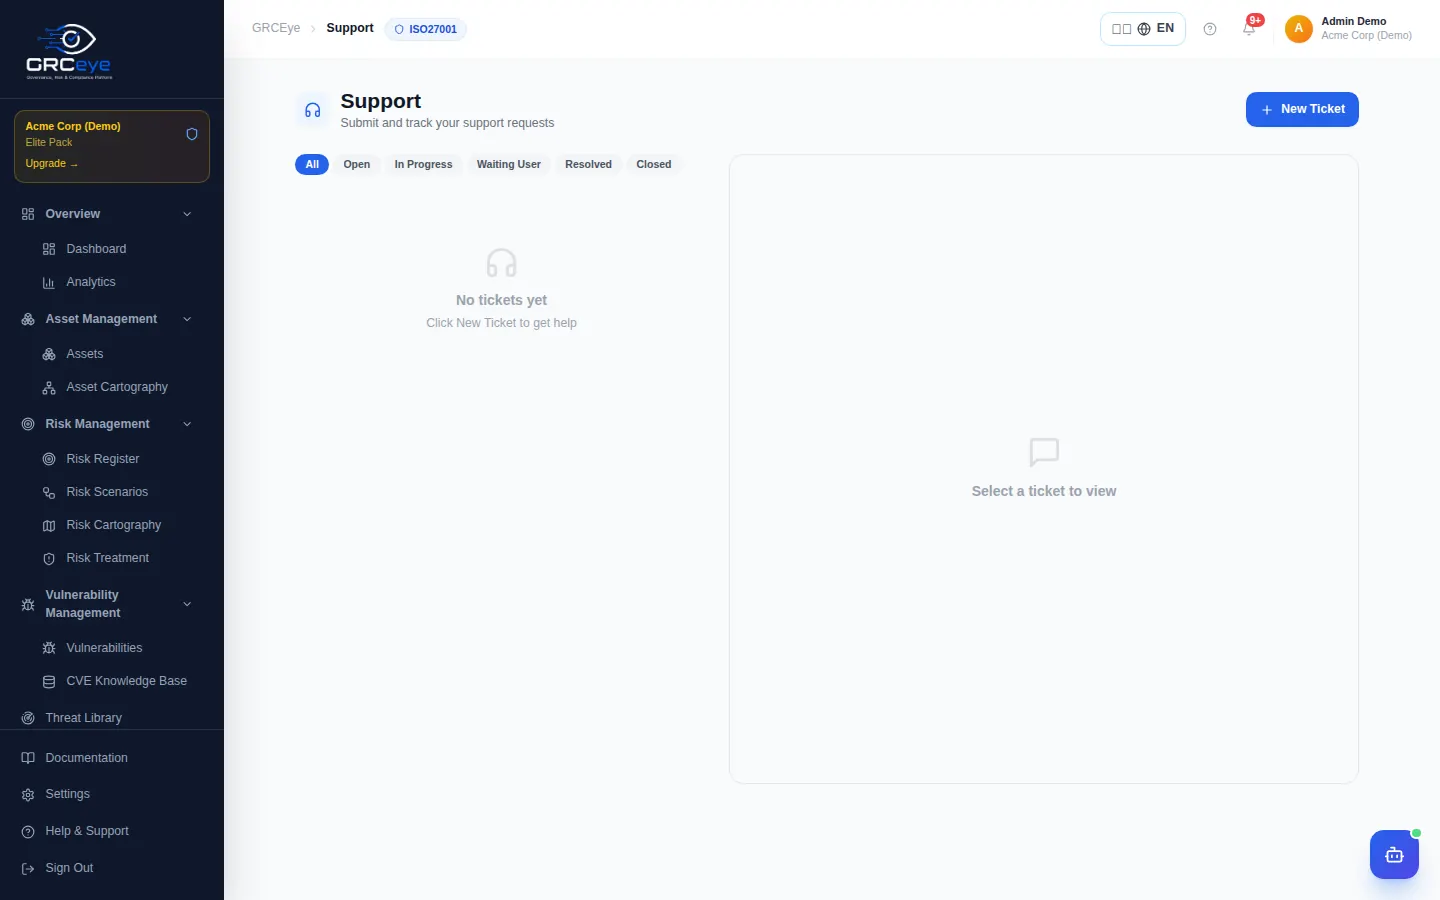 GRCeye
Governance, Risk & Compliance Platform
Acme Corp (Demo)
Elite Pack
Upgrade →
Overview
Dashboard
Analytics
Asset Management
Assets
Asset Cartography
Risk Management
Risk Register
Risk Scenarios
Risk Cartography
Risk Treatment
Vulnerability
Management
Vulnerabilities
CVE Knowledge Base
Threat Library
Documentation
Settings
Help & Support
Sign Out
GRCEye > Support ISO27001
EN
9+
A
Admin Demo
Acme Corp (Demo)
Support
Submit and track your support requests
+ New Ticket
All Open In Progress Waiting User Resolved Closed
No tickets yet
Click New Ticket to get help
Select a ticket to view